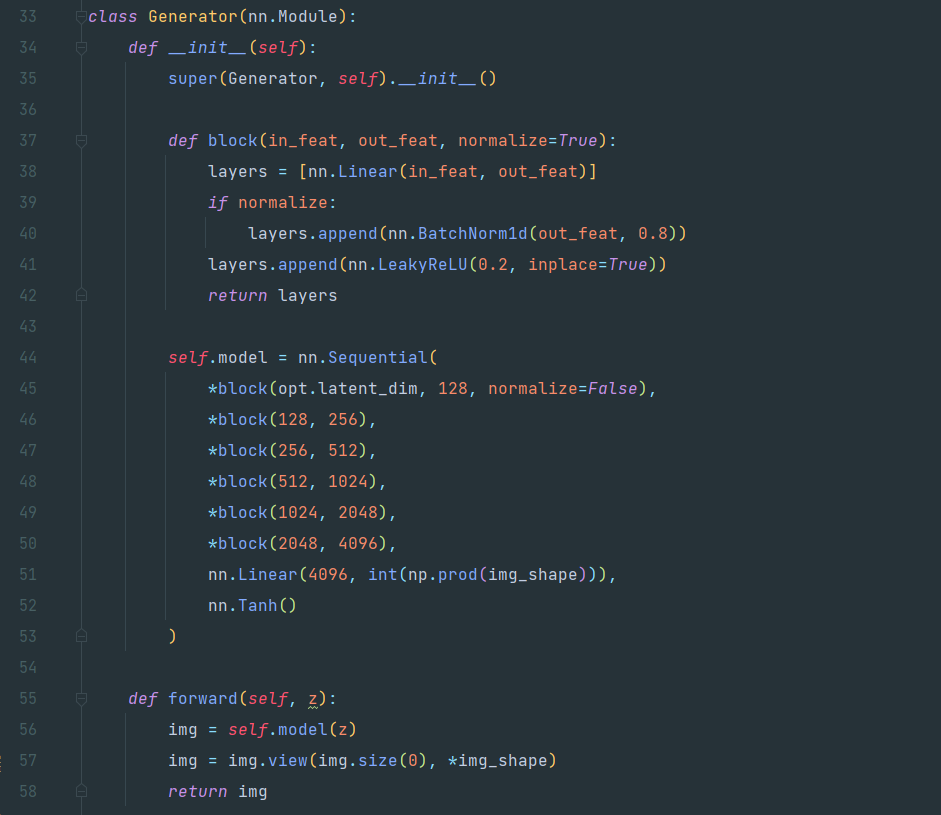 33 class Generator(nn.Module):
34     def __init__(self):
35         super(Generator, self).__init__()
36
37         def block(in_feat, out_feat, normalize=True):
38             layers = [nn.Linear(in_feat, out_feat)]
39             if normalize:
40                 layers.append(nn.BatchNorm1d(out_feat, 0.8))
41             layers.append(nn.LeakyReLU(0.2, inplace=True))
42             return layers
43
44         self.model = nn.Sequential(
45             *block(opt.latent_dim, 128, normalize=False),
46             *block(128, 256),
47             *block(256, 512),
48             *block(512, 1024),
49             *block(1024, 2048),
50             *block(2048, 4096),
51             nn.Linear(4096, int(np.prod(img_shape))),
52             nn.Tanh()
53         )
54
55     def forward(self, z):
56         img = self.model(z)
57         img = img.view(img.size(0), *img_shape)
58         return img